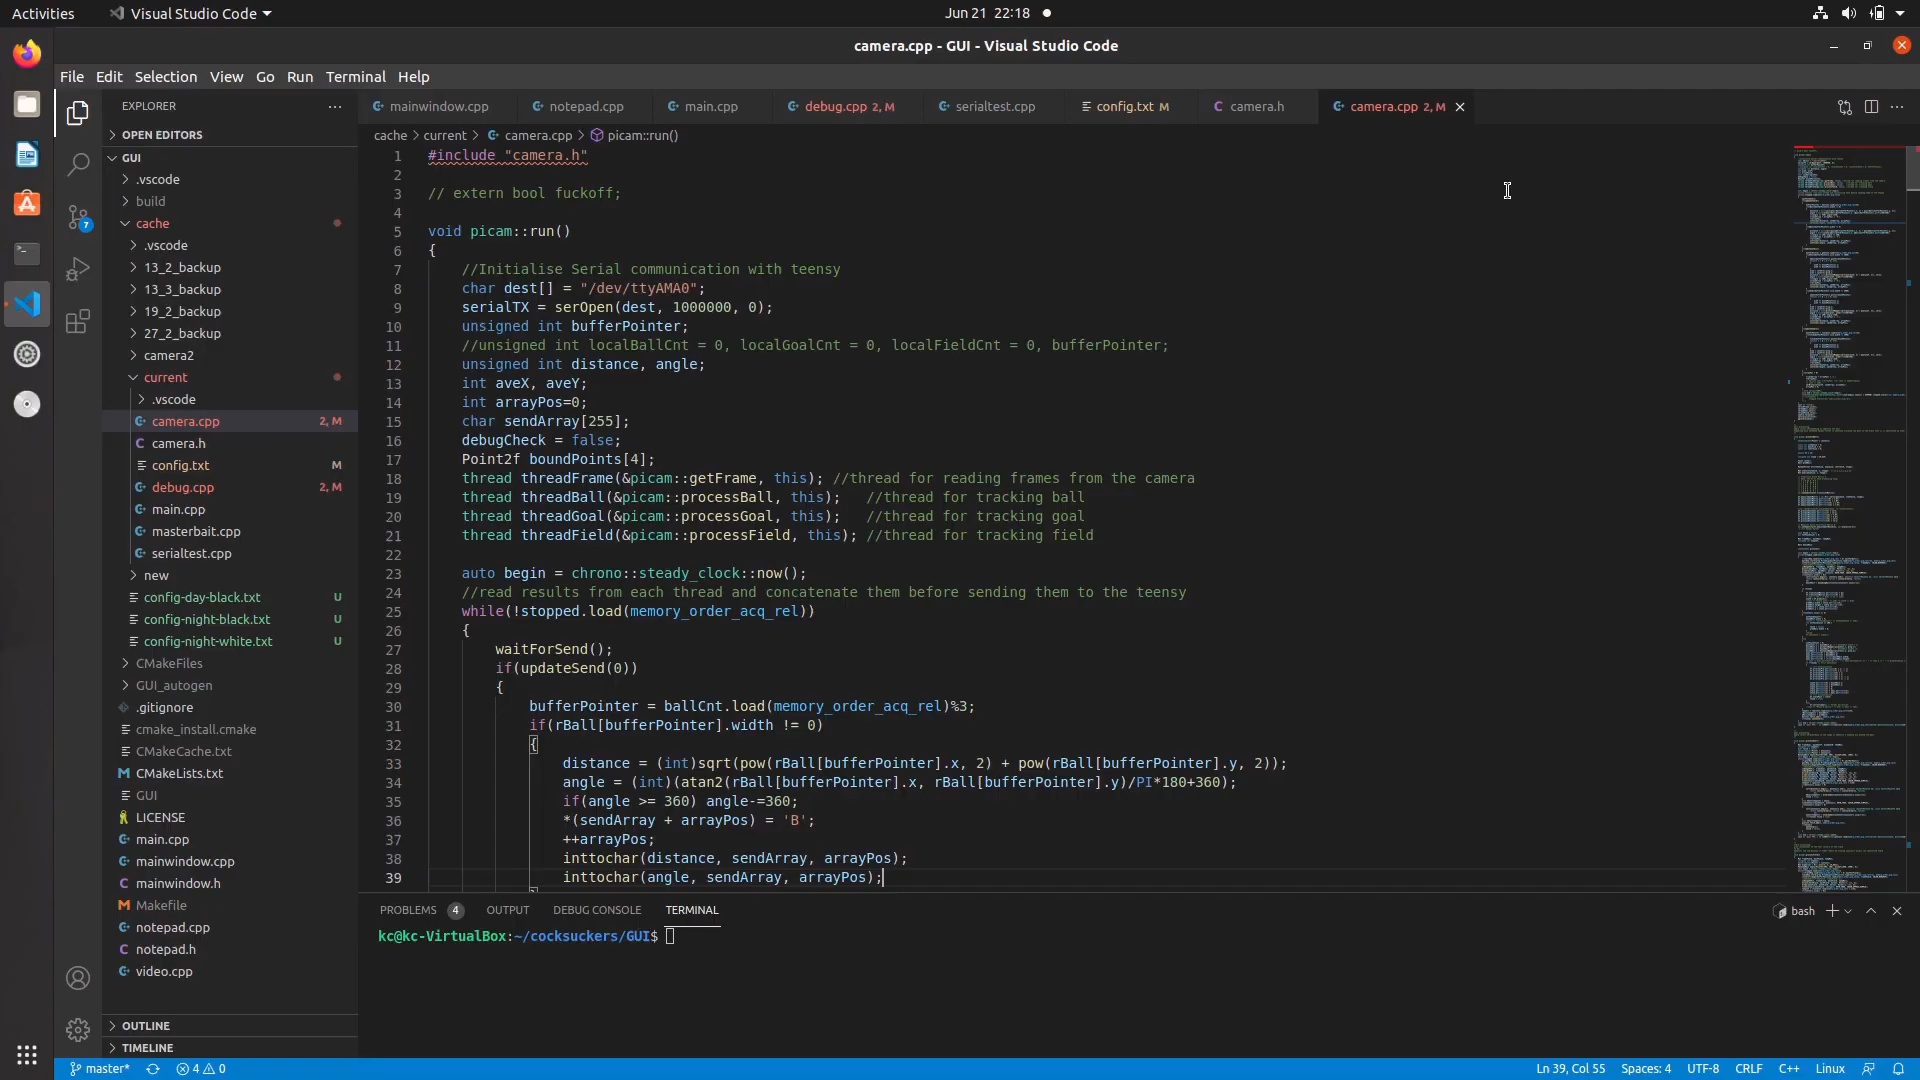 Activities
Visual Studio Code
Jun 21 22:18
camera.cpp - GUI - Visual Studio Code
File Edit Selection View Go Run Terminal Help
EXPLORER
OPEN EDITORS
GUI
.vscode
build
cache
.vscode
13_2_backup
13_3_backup
19_2_backup
27_2_backup
camera2
current
.vscode
camera.cpp 2, M
camera.h
config.txt M
debug.cpp 2, M
main.cpp
masterbait.cpp
serialtest.cpp
new
config-day-black.txt U
config-night-black.txt U
config-night-white.txt U
CMakeFiles
GUI_autogen
.gitignore
cmake_install.cmake
CMakeCache.txt
CMakeLists.txt
GUI
LICENSE
main.cpp
mainwindow.cpp
mainwindow.h
Makefile
notepad.cpp
notepad.h
video.cpp
OUTLINE
TIMELINE
7
mainwindow.cpp notepad.cpp main.cpp debug.cpp 2, M serialtest.cpp config.txt M camera.h camera.cpp 2, M
cache > current > camera.cpp > picam::run()
1 #include "camera.h"
2
3 // extern bool fuckoff;
4
5 void picam::run()
6 {
7 //Initialise Serial communication with teensy
8 char dest[] = "/dev/ttyAMA0";
9 serialTX = serOpen(dest, 1000000, 0);
10 unsigned int bufferPointer;
11 //unsigned int localBallCnt = 0, localGoalCnt = 0, localFieldCnt = 0, bufferPointer;
12 unsigned int distance, angle;
13 int aveX, aveY;
14 int arrayPos=0;
15 char sendArray[255];
16 debugCheck = false;
17 Point2f boundPoints[4];
18 thread threadFrame(&picam::getFrame, this); //thread for reading frames from the camera
19 thread threadBall(&picam::processBall, this); //thread for tracking ball
20 thread threadGoal(&picam::processGoal, this); //thread for tracking goal
21 thread threadField(&picam::processField, this); //thread for tracking field
22
23 auto begin = chrono::steady_clock::now();
24 //read results from each thread and concatenate them before sending them to the teensy
25 while(!stopped.load(memory_order_acq_rel))
26 {
27 waitForSend();
28 if(updateSend(0))
29 {
30 bufferPointer = ballCnt.load(memory_order_acq_rel)%3;
31 if(rBall[bufferPointer].width != 0)
32 {
33 distance = (int)sqrt(pow(rBall[bufferPointer].x, 2) + pow(rBall[bufferPointer].y, 2));
34 angle = (int)(atan2(rBall[bufferPointer].x, rBall[bufferPointer].y)/PI*180+360);
35 if(angle >= 360) angle-=360;
36 *(sendArray + arrayPos) = 'B';
37 ++arrayPos;
38 inttochar(distance, sendArray, arrayPos);
39 inttochar(angle, sendArray, arrayPos);
PROBLEMS 4 OUTPUT DEBUG CONSOLE TERMINAL
bash
kc@kc-VirtualBox:~/cocksuckers/GUI$
master* 4 0
Ln 39, Col 55 Spaces: 4 UTF-8 CRLF C++ Linux